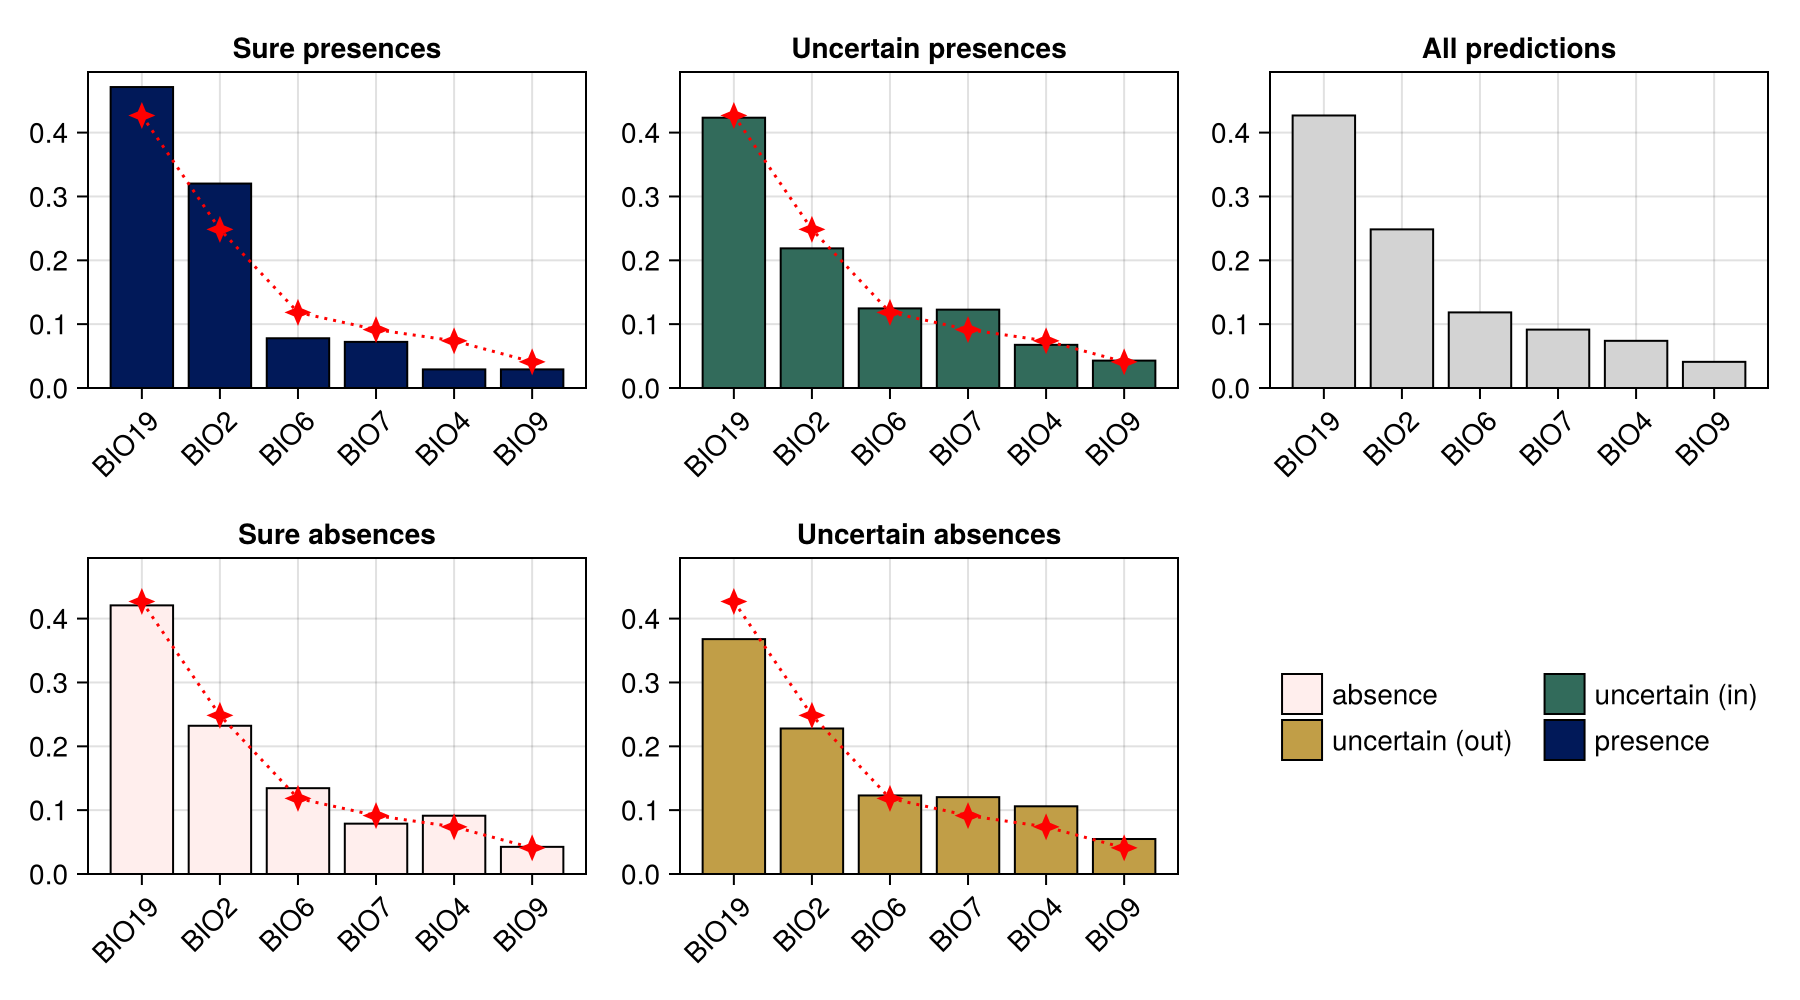 Sure presences
0.4
0.3
0.2
0.1
0.0
BIO19
BIO2
BIO6
BIO7
BIO4
BIO9
Uncertain presences
0.4
0.3
0.2
0.1
0.0
BIO19
BIO2
BIO6
BIO7
BIO4
BIO9
All predictions
0.4
0.3
0.2
0.1
0.0
BIO19
BIO2
BIO6
BIO7
BIO4
BIO9
Sure absences
0.4
0.3
0.2
0.1
0.0
BIO19
BIO2
BIO6
BIO7
BIO4
BIO9
Uncertain absences
0.4
0.3
0.2
0.1
0.0
BIO19
BIO2
BIO6
BIO7
BIO4
BIO9
absence
uncertain (in)
uncertain (out)
presence